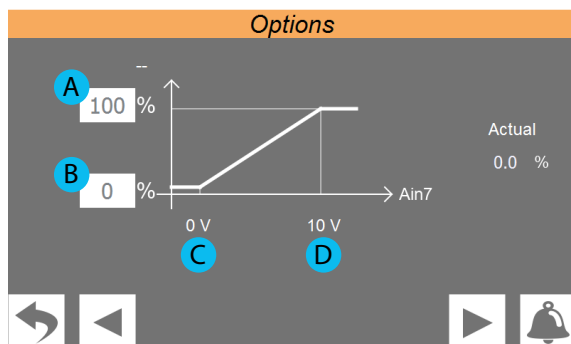 Options
--
A
100 %
Actual
B
0 %
0.0 %
Ain7
0 V
10 V
C
D